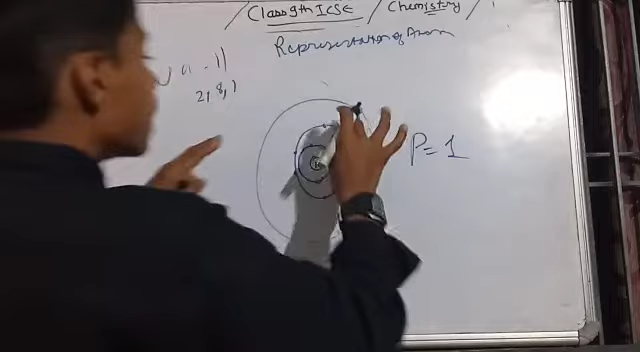 / Class 9th ICSE / Chemistry /
Representation of Atom
Na - 11
2, 8, 1
P = 1